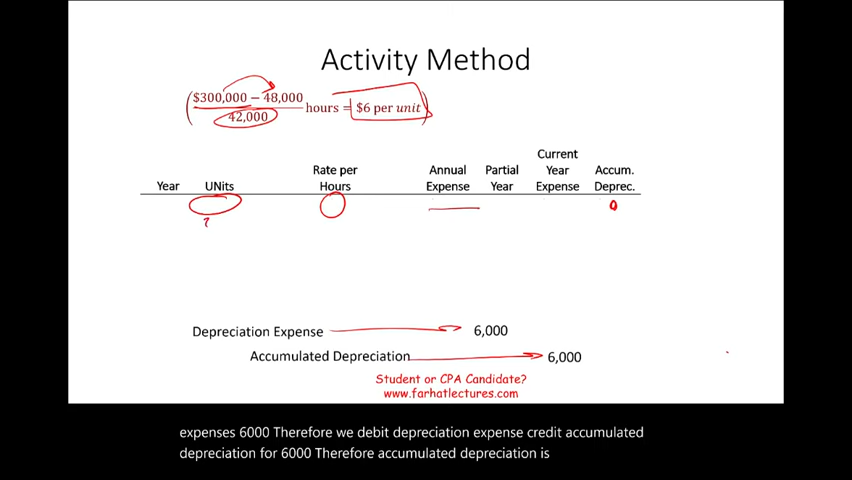 Activity Method
($300,000 − 48,000
42,000
hours = $6 per unit)
Current
Rate per Annual Partial Year Accum.
Year UNits Hours Expense Year Expense Deprec.
?
0
Depreciation Expense 6,000
Accumulated Depreciation 6,000
Student or CPA Candidate?
www.farhatlectures.com
expenses 6000 Therefore we debit depreciation expense credit accumulated
depreciation for 6000 Therefore accumulated depreciation is